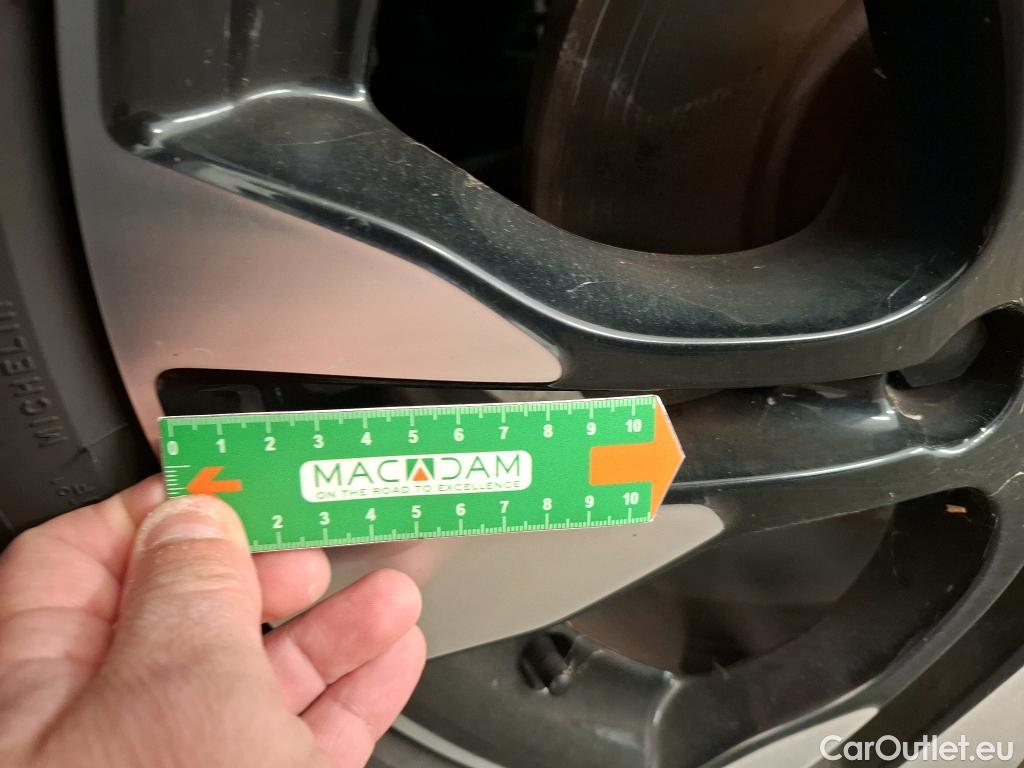 MICHELIN
0 1 2 3 4 5 6 7 8 9 10
MACADAM
ON THE ROAD TO EXCELLENCE
2 3 4 5 6 7 8 9 10
CarOutlet.eu